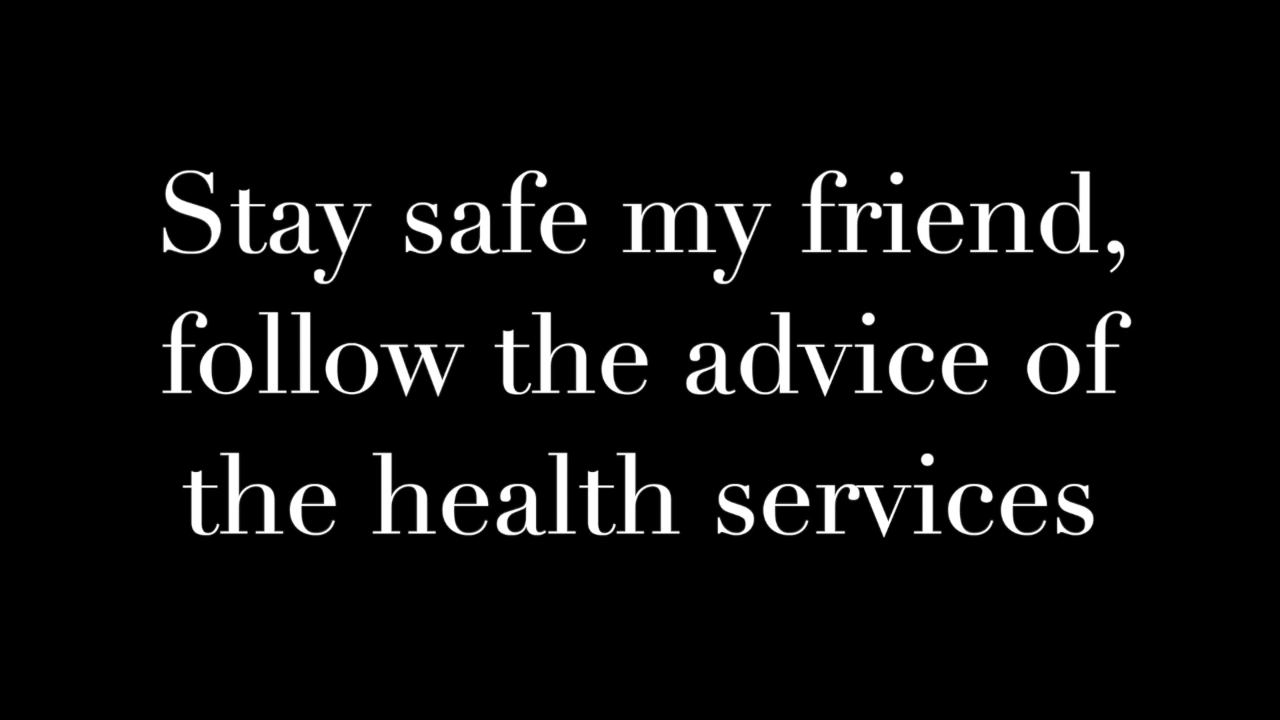 Stay safe my friend,
follow the advice of
the health services